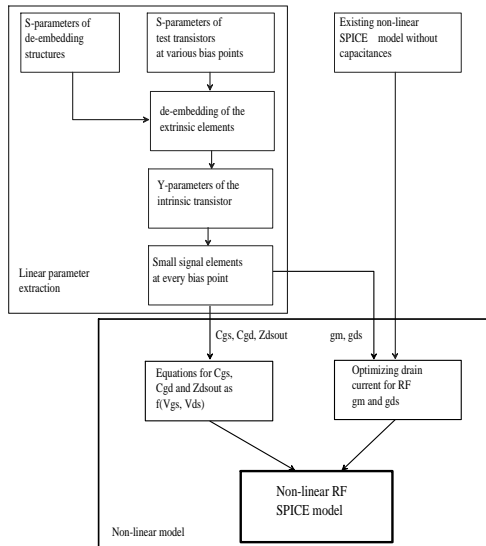 S-parameters of
de-embedding
structures
S-parameters of
test transistors
at various bias points
Existing non-linear
SPICE model without
capacitances
de-embedding of the
extrinsic elements
Y-parameters of the
intrinsic transistor
Small signal elements
at every bias point
Linear parameter
extraction
Cgs, Cgd, Zdsout
gm, gds
Equations for Cgs,
Cgd and Zdsout as
f(Vgs, Vds)
Optimizing drain
current for RF
gm and gds
Non-linear RF
SPICE model
Non-linear model